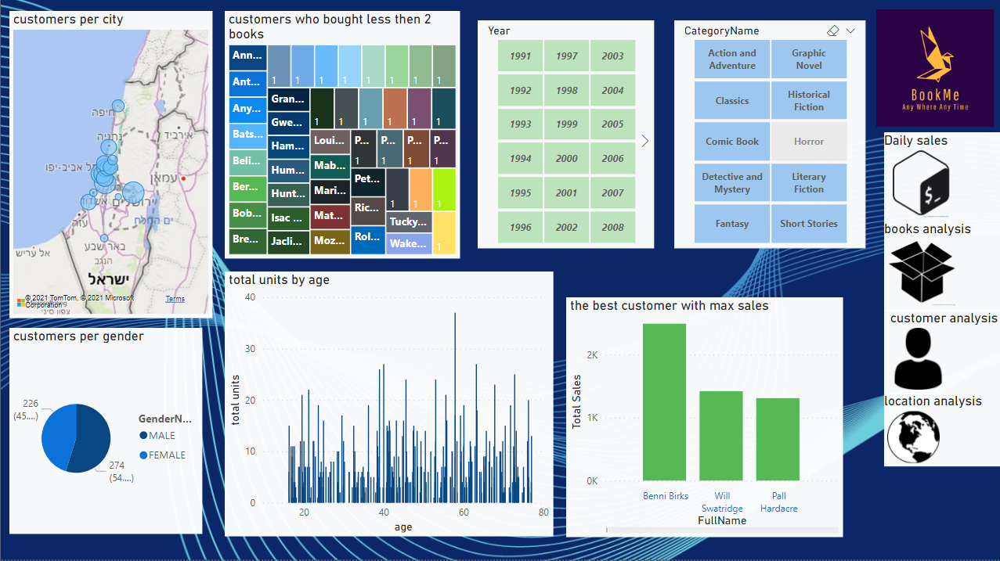 customers per city
חיפה
נתניה
אירביד
תל אביב-יפו
עמאן
ירושלים
אשדוד
עזה
ים המלח
באר שבע
אל עריש
הנגב
ישראל
© 2021 TomTom, © 2021 Microsoft
Corporation
Terms
צפון סיני
customers who bought less then 2
books
Ann...
1 1 1 1 1 1 1 1
Ant...
Gran...
Any...
1 1 1 1 1 1
Gwe...
Bats...
Ham...
Loui...
P... P... P... P...
1 1 1 1
Beli...
Hum...
Mab...
Pet...
Ber...
Hunt...
Mari...
1 1 1
Bob...
Isac ...
Mat...
Ric...
Tucky...
Bre...
Jacli...
Moz...
Rol...
Wake...
1
Year
1991 1997 2003
1992 1998 2004
1993 1999 2005
1994 2000 2006
1995 2001 2007
1996 2002 2008
CategoryName
Action and
Adventure
Graphic
Novel
Classics
Historical
Fiction
Comic Book
Horror
Detective and
Mystery
Literary
Fiction
Fantasy
Short Stories
BookMe
Any Where Any Time
Daily sales
$_
books analysis
customer analysis
location analysis
customers per gender
226
(45....)
274
(54....)
GenderN...
MALE
FEMALE
total units by age
total units
40
30
20
10
0
20 40 60 80
age
the best customer with max sales
Total Sales
2K
1K
0K
Benni Birks
Will
Swatridge
Pall
Hardacre
FullName